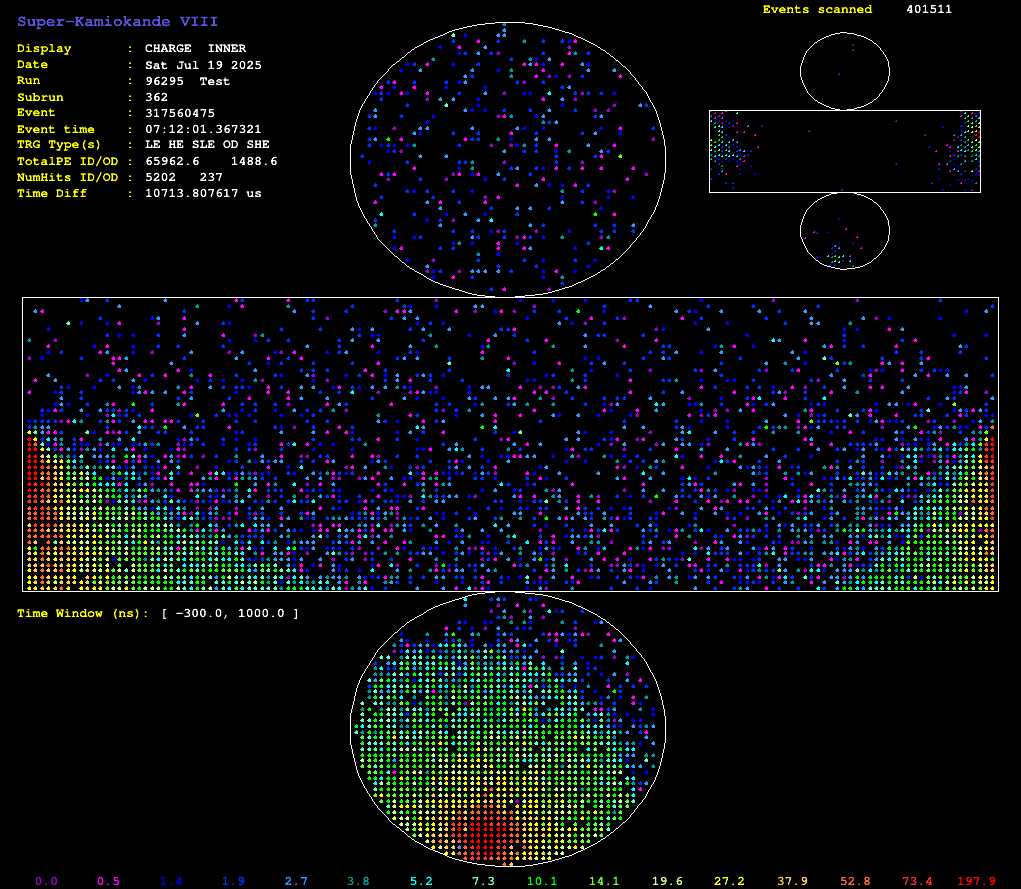 Super-Kamiokande VIII
Events scanned 401511
Display : CHARGE INNER
Date : Sat Jul 19 2025
Run : 96295 Test
Subrun : 362
Event : 317560475
Event time : 07:12:01.367321
TRG Type(s) : LE HE SLE OD SHE
TotalPE ID/OD : 65962.6 1488.6
NumHits ID/OD : 5202 237
Time Diff : 10713.807617 us
Time Window (ns): [ -300.0, 1000.0 ]
0.0 0.5 1.4 1.9 2.7 3.8 5.2 7.3 10.1 14.1 19.6 27.2 37.9 52.8 73.4 197.9